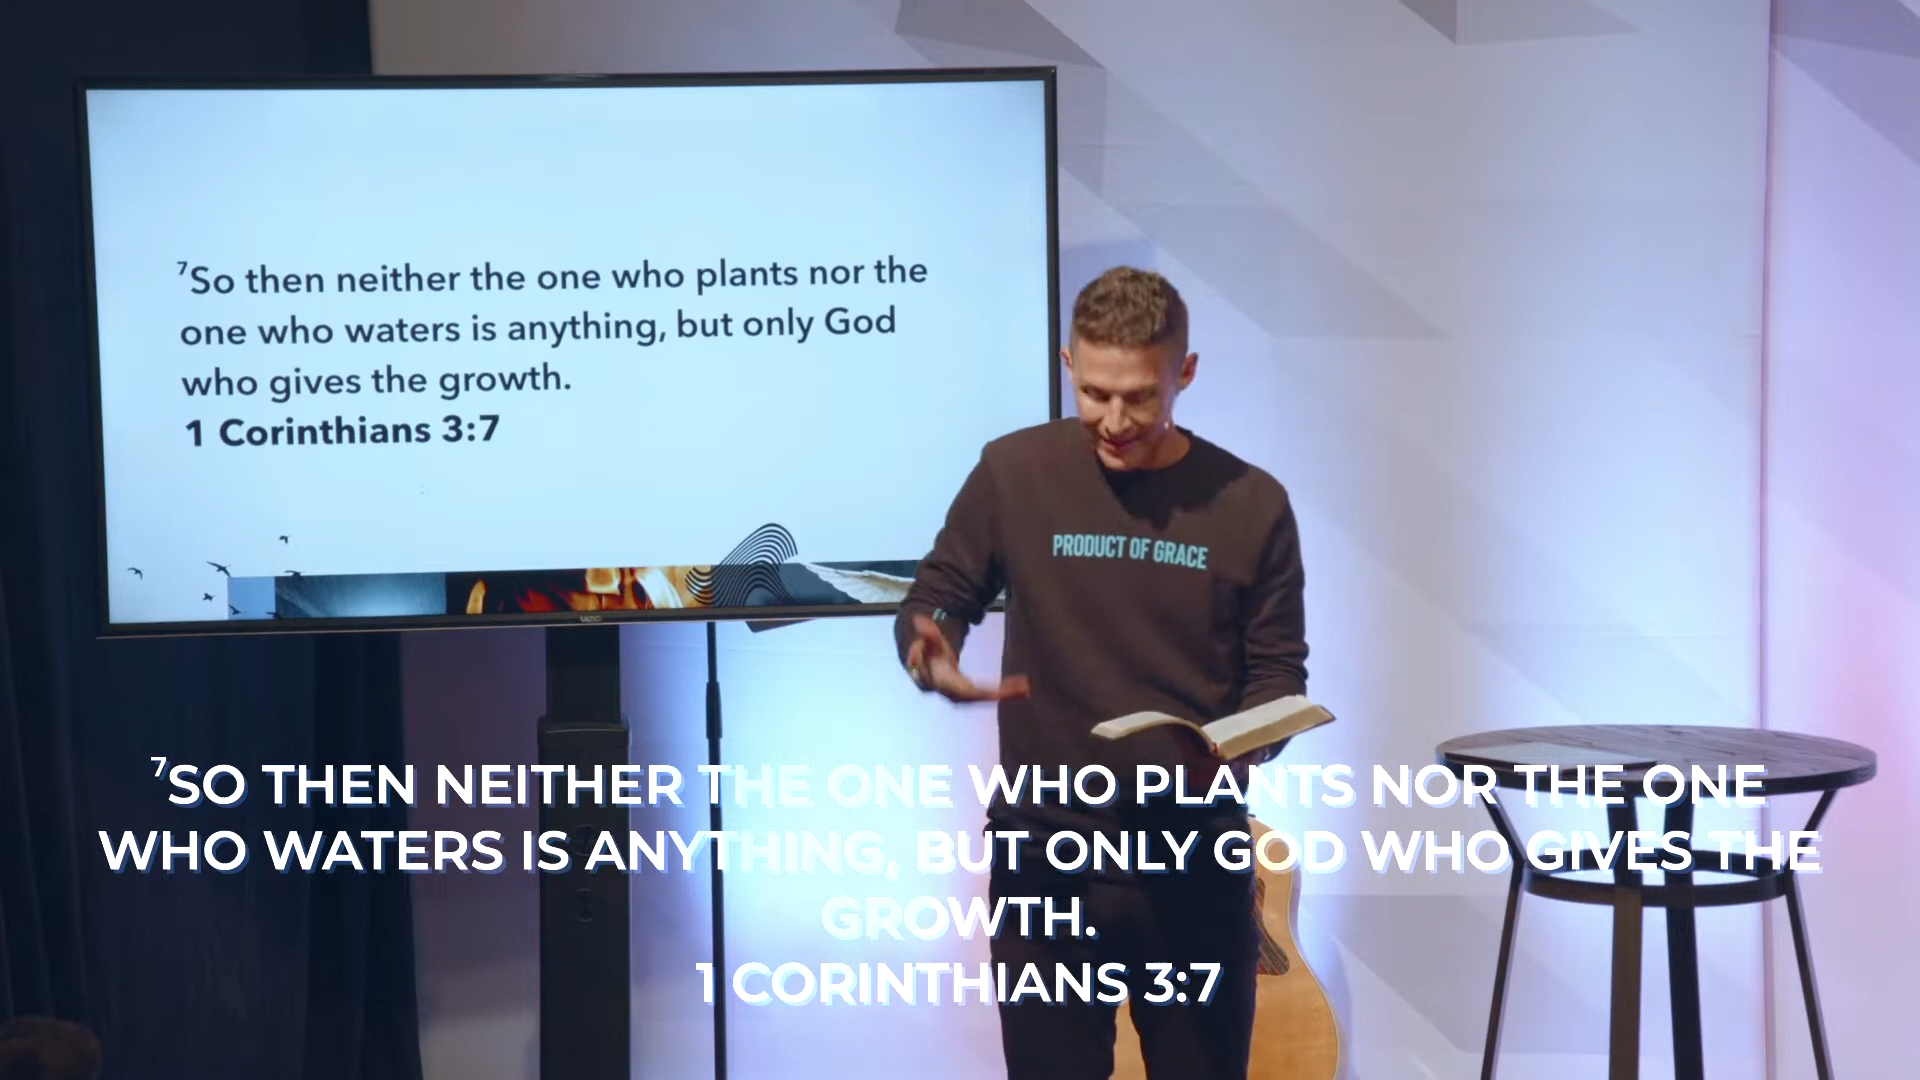 ⁷So then neither the one who plants nor the
one who waters is anything, but only God
who gives the growth.
1 Corinthians 3:7
PRODUCT OF GRACE
⁷SO THEN NEITHER THE ONE WHO PLANTS NOR THE ONE
WHO WATERS IS ANYTHING, BUT ONLY GOD WHO GIVES THE
GROWTH.
1 CORINTHIANS 3:7